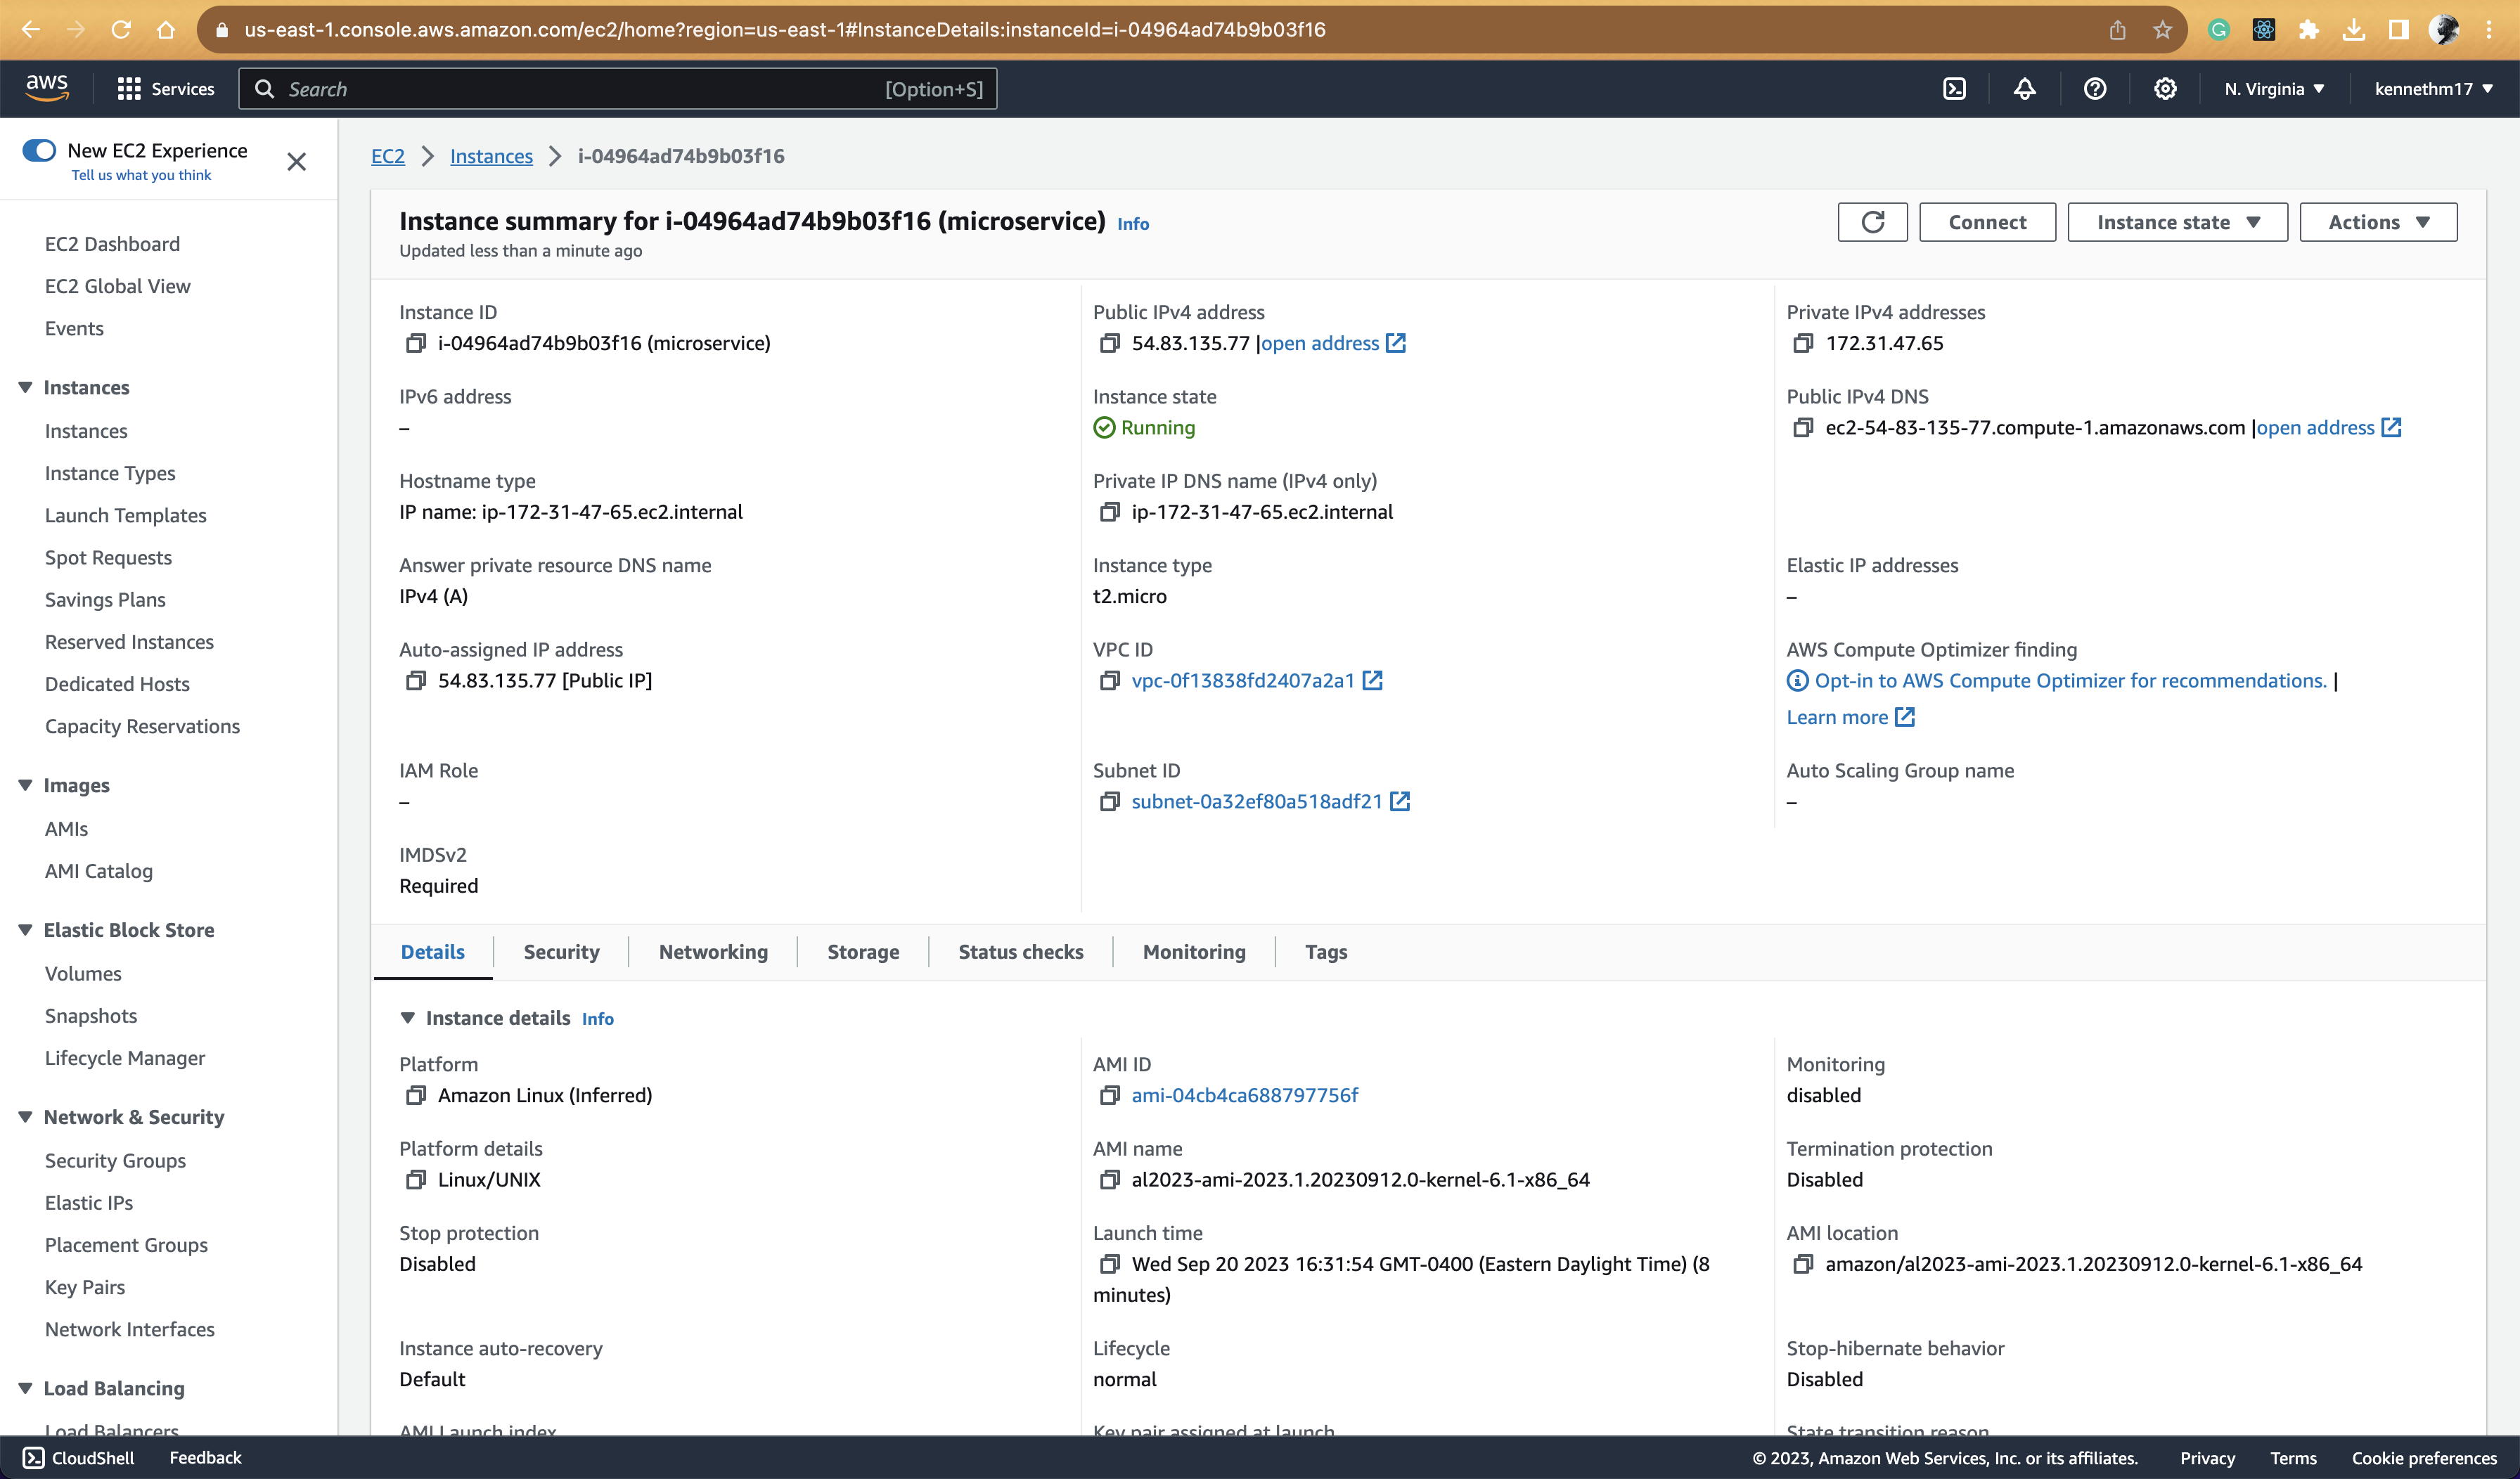 us-east-1.console.aws.amazon.com/ec2/home?region=us-east-1#InstanceDetails:instanceId=i-04964ad74b9b03f16
aws
Services
Search
[Option+S]
N. Virginia
kennethm17
New EC2 Experience
Tell us what you think
EC2 Dashboard
EC2 Global View
Events
Instances
Instances
Instance Types
Launch Templates
Spot Requests
Savings Plans
Reserved Instances
Dedicated Hosts
Capacity Reservations
Images
AMIs
AMI Catalog
Elastic Block Store
Volumes
Snapshots
Lifecycle Manager
Network & Security
Security Groups
Elastic IPs
Placement Groups
Key Pairs
Network Interfaces
Load Balancing
Load Balancers
EC2 > Instances > i-04964ad74b9b03f16
Instance summary for i-04964ad74b9b03f16 (microservice) Info
Updated less than a minute ago
Connect
Instance state
Actions
Instance ID
i-04964ad74b9b03f16 (microservice)
Public IPv4 address
54.83.135.77 |open address
Private IPv4 addresses
172.31.47.65
IPv6 address
–
Instance state
Running
Public IPv4 DNS
ec2-54-83-135-77.compute-1.amazonaws.com |open address
Hostname type
IP name: ip-172-31-47-65.ec2.internal
Private IP DNS name (IPv4 only)
ip-172-31-47-65.ec2.internal
Answer private resource DNS name
IPv4 (A)
Instance type
t2.micro
Elastic IP addresses
–
Auto-assigned IP address
54.83.135.77 [Public IP]
VPC ID
vpc-0f13838fd2407a2a1
AWS Compute Optimizer finding
Opt-in to AWS Compute Optimizer for recommendations. |
Learn more
IAM Role
–
Subnet ID
subnet-0a32ef80a518adf21
Auto Scaling Group name
–
IMDSv2
Required
Details
Security
Networking
Storage
Status checks
Monitoring
Tags
Instance details Info
Platform
Amazon Linux (Inferred)
AMI ID
ami-04cb4ca688797756f
Monitoring
disabled
Platform details
Linux/UNIX
AMI name
al2023-ami-2023.1.20230912.0-kernel-6.1-x86_64
Termination protection
Disabled
Stop protection
Disabled
Launch time
Wed Sep 20 2023 16:31:54 GMT-0400 (Eastern Daylight Time) (8
minutes)
AMI location
amazon/al2023-ami-2023.1.20230912.0-kernel-6.1-x86_64
Instance auto-recovery
Default
Lifecycle
normal
Stop-hibernate behavior
Disabled
AMI Launch index
Key pair assigned at launch
State transition reason
CloudShell
Feedback
© 2023, Amazon Web Services, Inc. or its affiliates.
Privacy
Terms
Cookie preferences